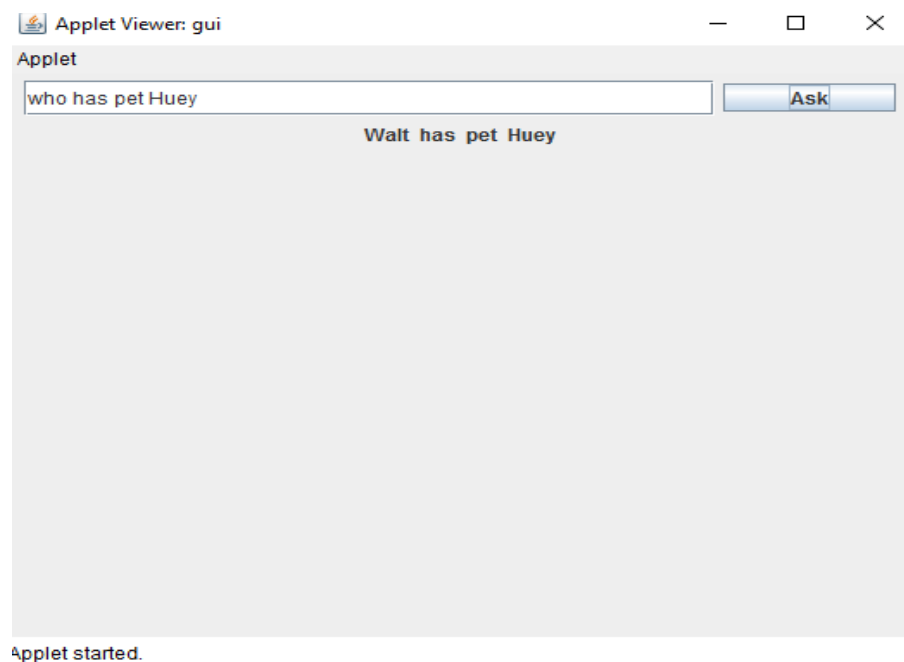 Applet Viewer: gui
Applet
who has pet Huey
Ask
Walt has pet Huey
Applet started.